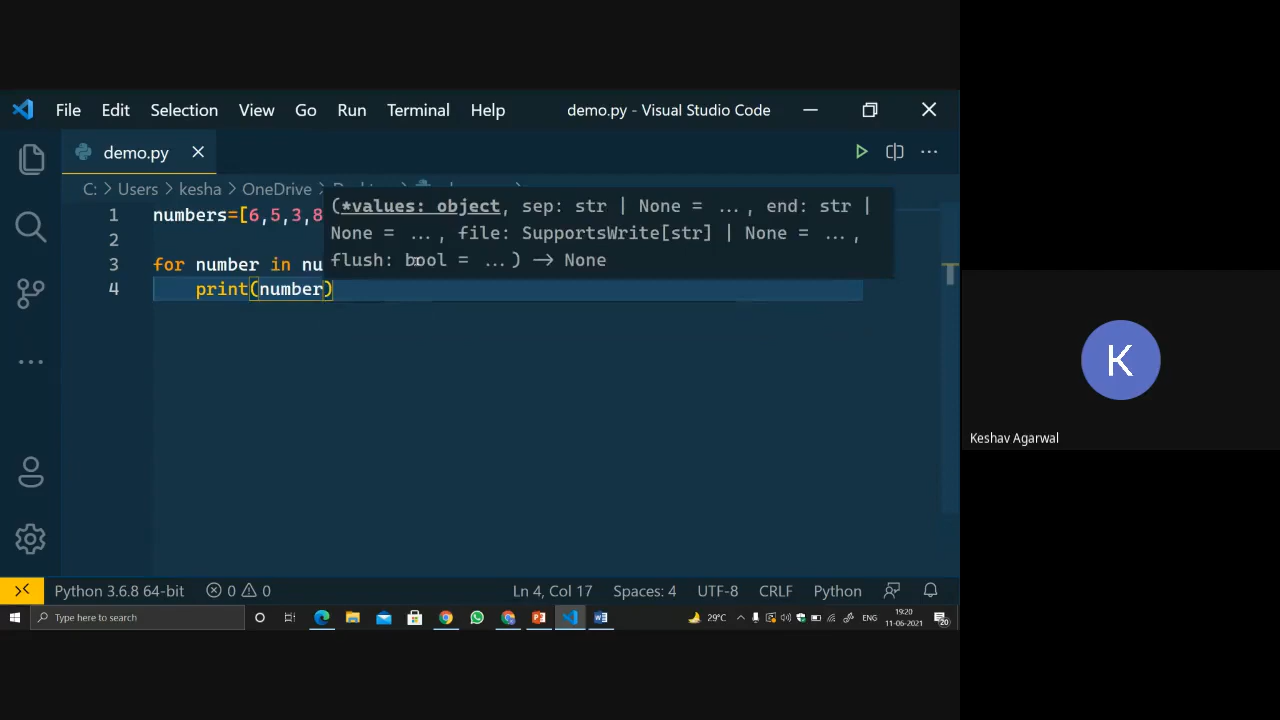 File Edit Selection View Go Run Terminal Help demo.py - Visual Studio Code
demo.py
C: > Users > kesha > OneDrive >
(*values: object, sep: str | None = ..., end: str |
None = ..., file: SupportsWrite[str] | None = ...,
flush: bool = ...) → None
1 numbers=[6,5,3,8
2
3 for number in nu
4 print(number)
K
Keshav Agarwal
Python 3.6.8 64-bit 0 0 Ln 4, Col 17 Spaces: 4 UTF-8 CRLF Python
Type here to search 29°C ENG 19:20
11-06-2021 20